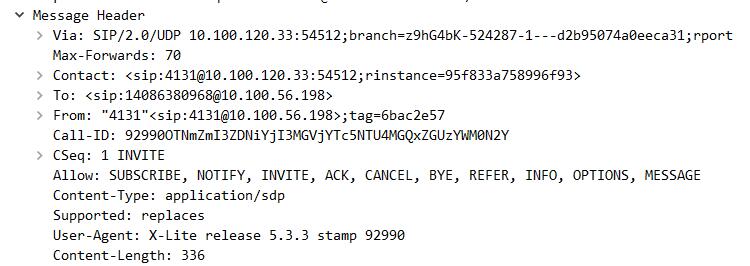 Message Header
Via: SIP/2.0/UDP 10.100.120.33:54512;branch=z9hG4bK-524287-1---d2b95074a0eeca31;rport
Max-Forwards: 70
Contact: <sip:4131@10.100.120.33:54512;rinstance=95f833a758996f93>
To: <sip:14086380968@10.100.56.198>
From: "4131"<sip:4131@10.100.56.198>;tag=6bac2e57
Call-ID: 92990OTNmZmI3ZDNiYjI3MGVjYTc5NTU4MGQxZGUzYWM0N2Y
CSeq: 1 INVITE
Allow: SUBSCRIBE, NOTIFY, INVITE, ACK, CANCEL, BYE, REFER, INFO, OPTIONS, MESSAGE
Content-Type: application/sdp
Supported: replaces
User-Agent: X-Lite release 5.3.3 stamp 92990
Content-Length: 336